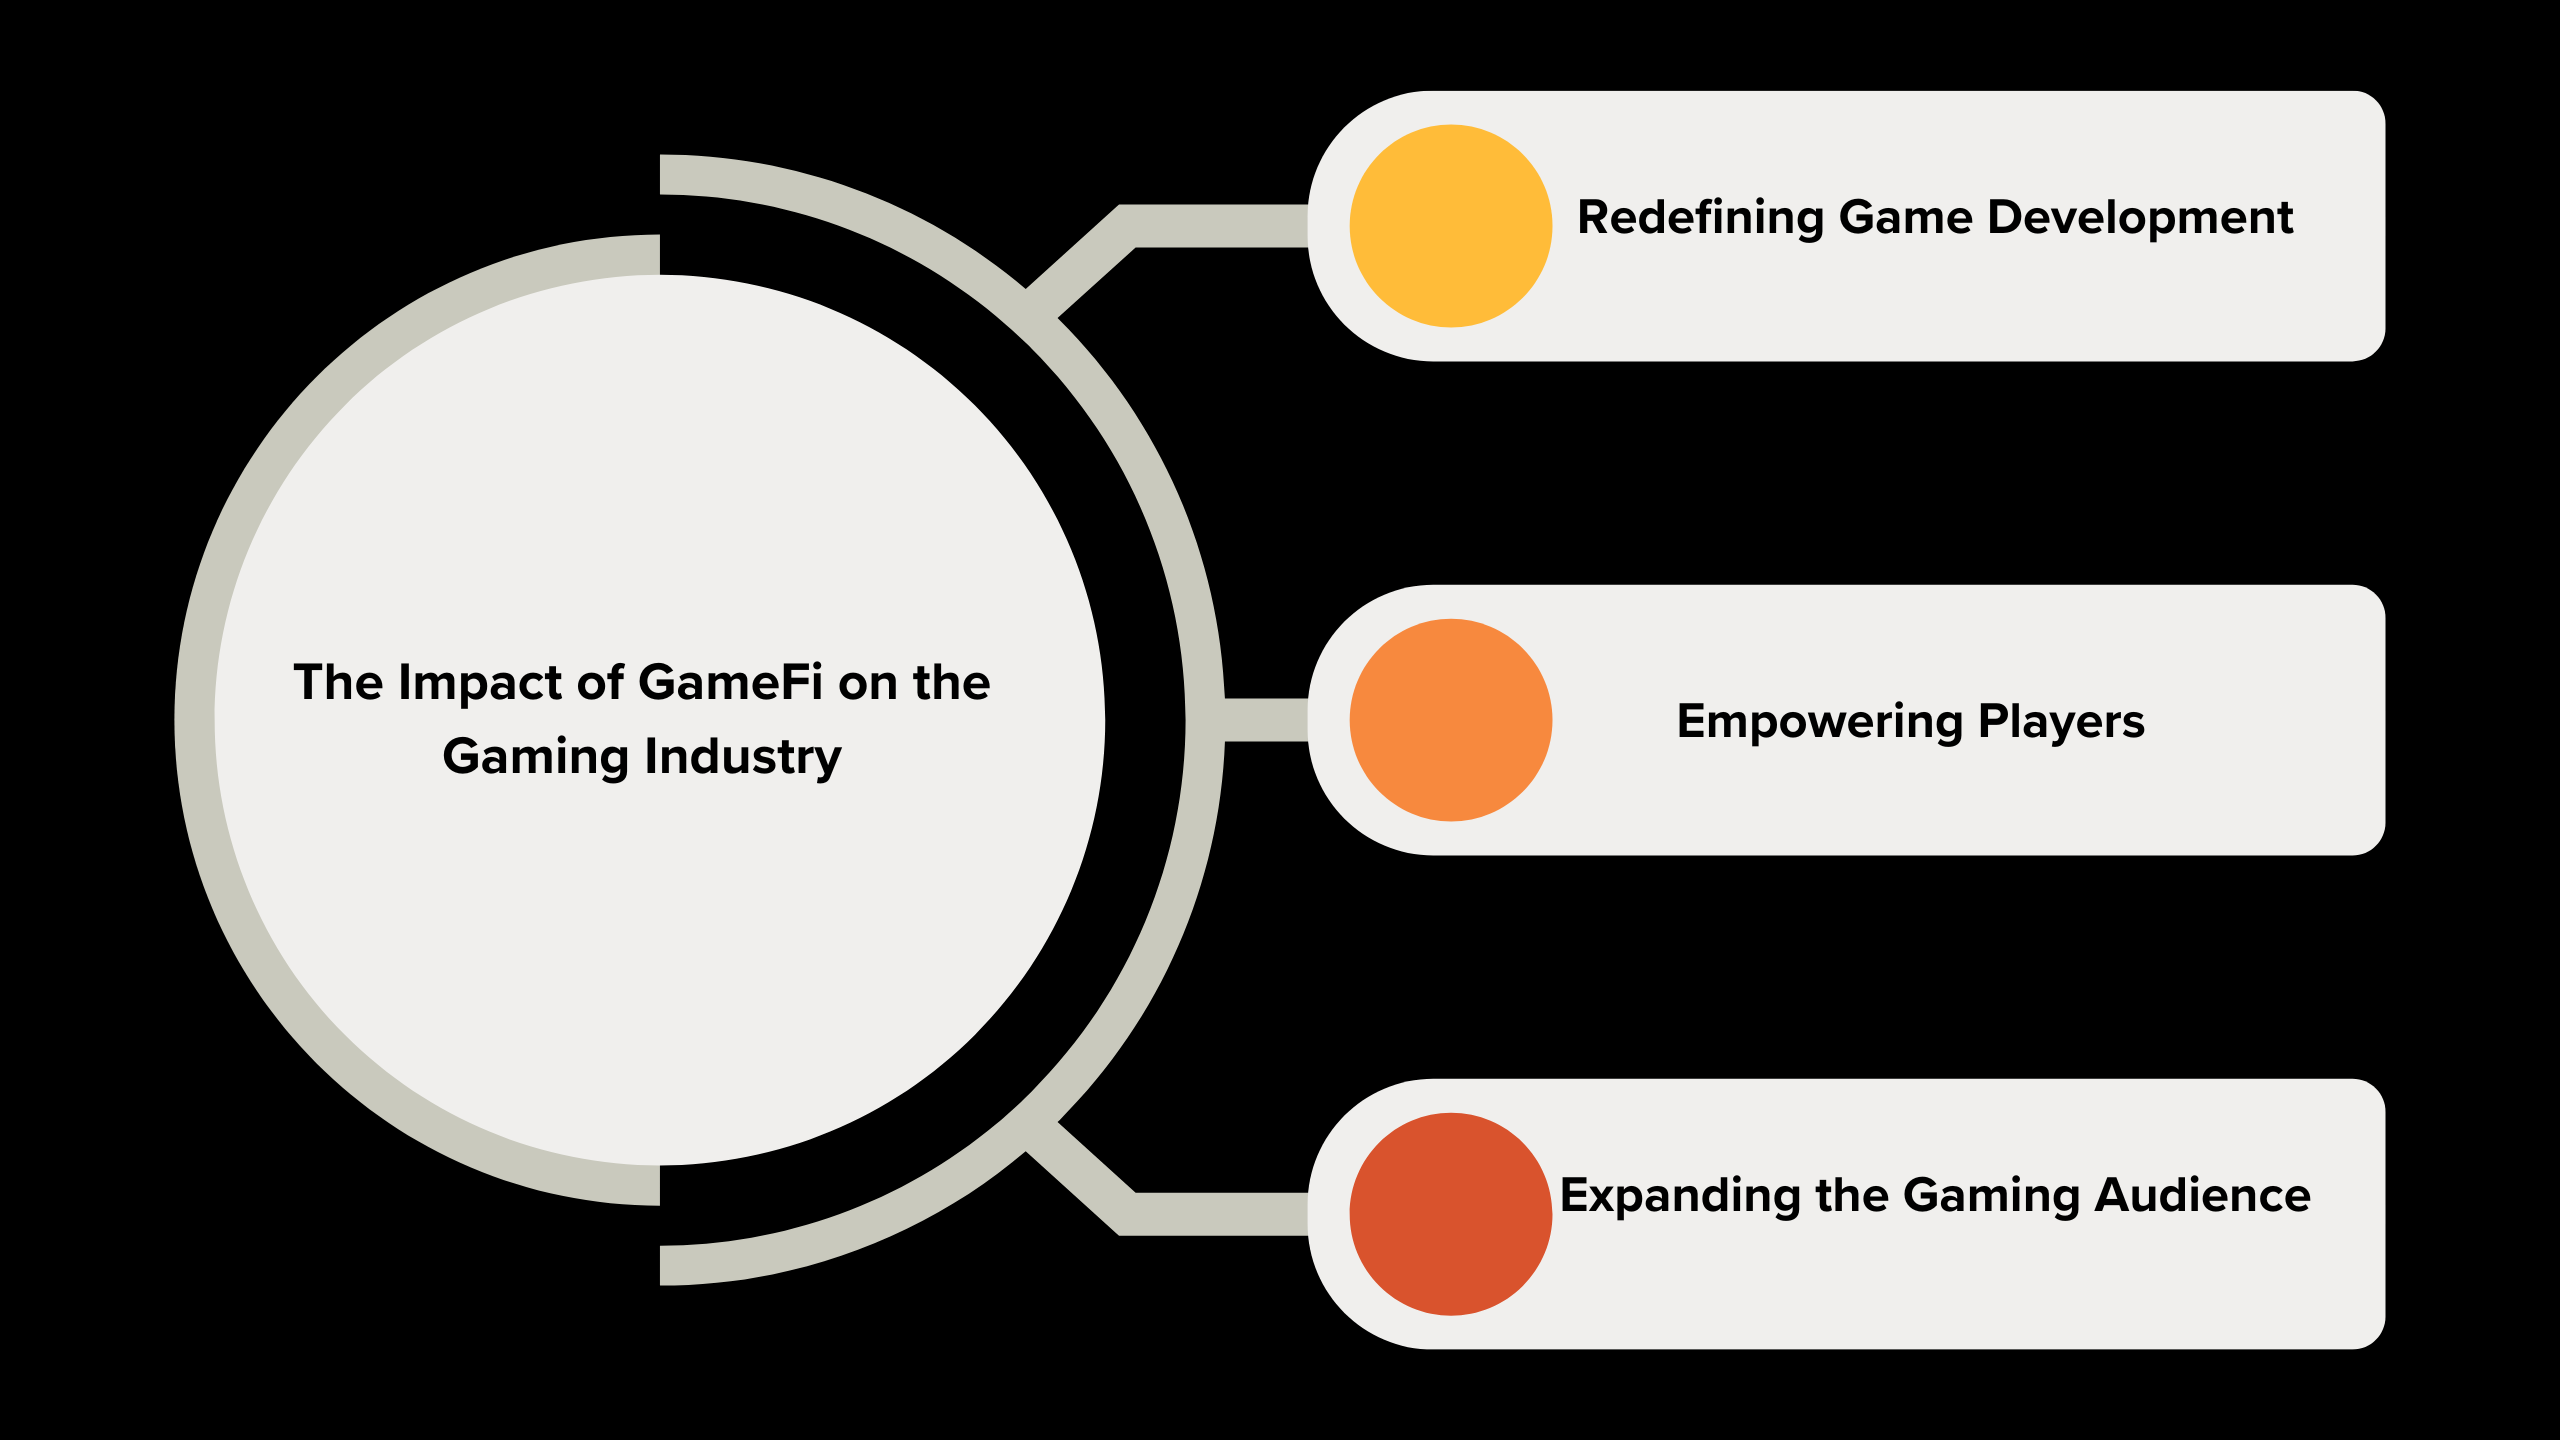 The Impact of GameFi on the
Gaming Industry
Redefining Game Development
Empowering Players
Expanding the Gaming Audience